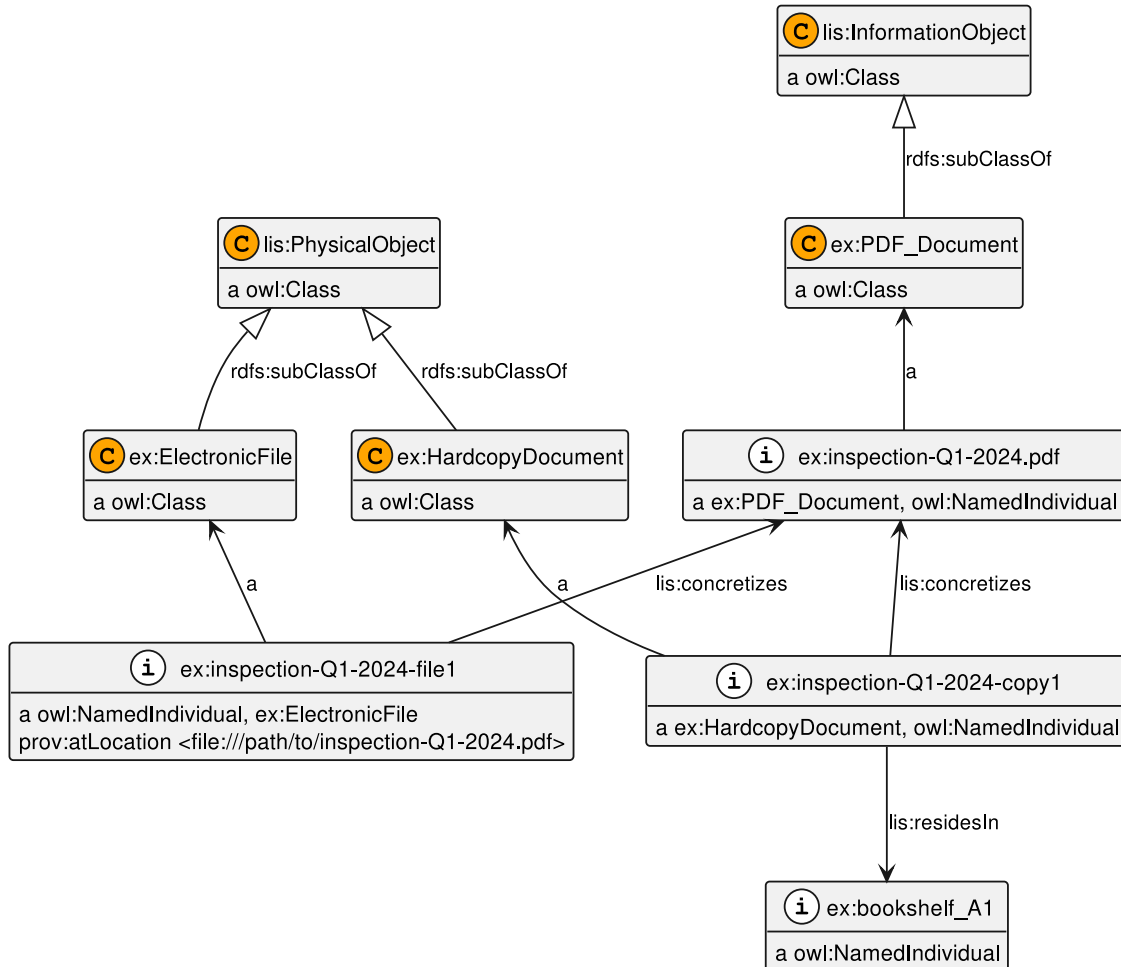 C lis:InformationObject
a owl:Class
rdfs:subClassOf
C lis:PhysicalObject
a owl:Class
C ex:PDF_Document
a owl:Class
rdfs:subClassOf
rdfs:subClassOf
a
C ex:ElectronicFile
a owl:Class
C ex:HardcopyDocument
a owl:Class
i ex:inspection-Q1-2024.pdf
a ex:PDF_Document, owl:NamedIndividual
a
a
lis:concretizes
lis:concretizes
i ex:inspection-Q1-2024-file1
a owl:NamedIndividual, ex:ElectronicFile
prov:atLocation <file:///path/to/inspection-Q1-2024.pdf>
i ex:inspection-Q1-2024-copy1
a ex:HardcopyDocument, owl:NamedIndividual
lis:residesIn
i ex:bookshelf_A1
a owl:NamedIndividual